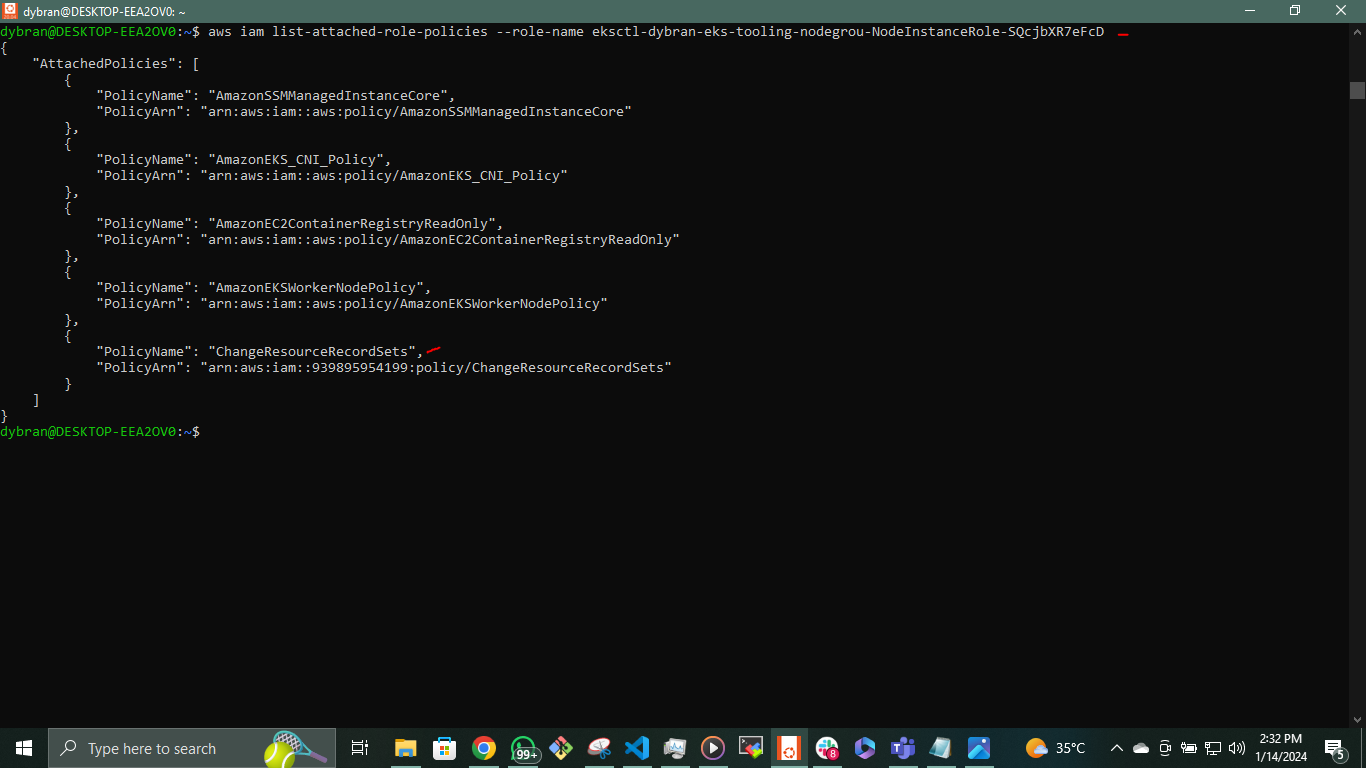 dybran@DESKTOP-EEA2OV0: ~
dybran@DESKTOP-EEA2OV0:~$ aws iam list-attached-role-policies --role-name eksctl-dybran-eks-tooling-nodegrou-NodeInstanceRole-SQcjbXR7eFcD
{
    "AttachedPolicies": [
        {
            "PolicyName": "AmazonSSMManagedInstanceCore",
            "PolicyArn": "arn:aws:iam::aws:policy/AmazonSSMManagedInstanceCore"
        },
        {
            "PolicyName": "AmazonEKS_CNI_Policy",
            "PolicyArn": "arn:aws:iam::aws:policy/AmazonEKS_CNI_Policy"
        },
        {
            "PolicyName": "AmazonEC2ContainerRegistryReadOnly",
            "PolicyArn": "arn:aws:iam::aws:policy/AmazonEC2ContainerRegistryReadOnly"
        },
        {
            "PolicyName": "AmazonEKSWorkerNodePolicy",
            "PolicyArn": "arn:aws:iam::aws:policy/AmazonEKSWorkerNodePolicy"
        },
        {
            "PolicyName": "ChangeResourceRecordSets",
            "PolicyArn": "arn:aws:iam::939895954199:policy/ChangeResourceRecordSets"
        }
    ]
}
dybran@DESKTOP-EEA2OV0:~$
Type here to search
99+
8
35°C
2:32 PM
1/14/2024
5